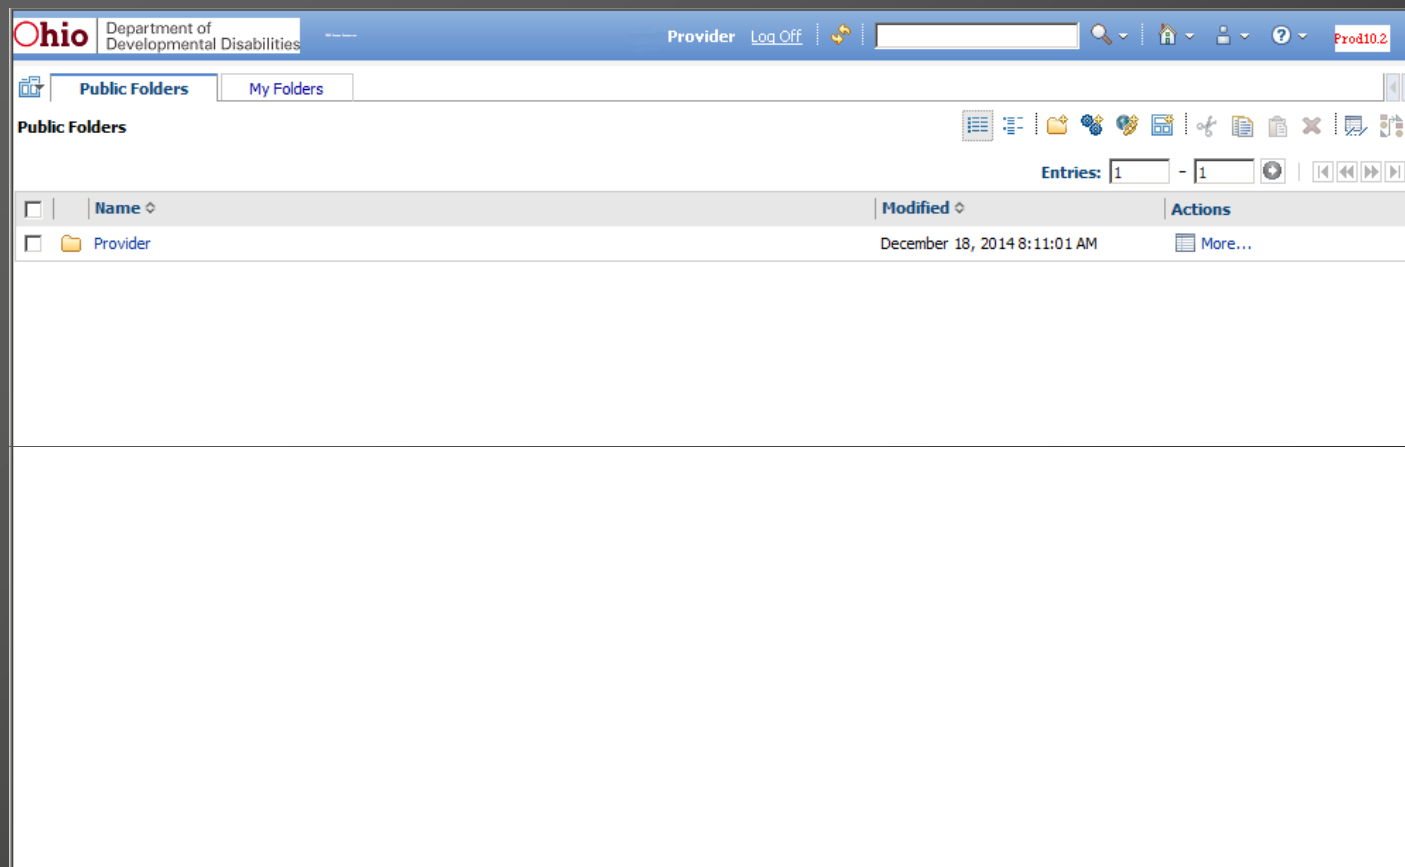 Ohio Department of Developmental Disabilities
Provider Log Off
Prod10.2
Public Folders My Folders
Public Folders
Entries: 1 - 1
Name Modified Actions
Provider December 18, 2014 8:11:01 AM More...